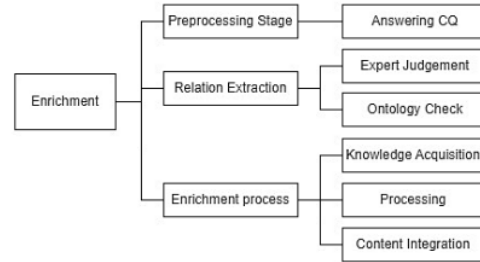 Preprocessing Stage
Answering CQ
Expert Judgement
Enrichment
Relation Extraction
Ontology Check
Knowledge Acquisition
Enrichment process
Processing
Content Integration